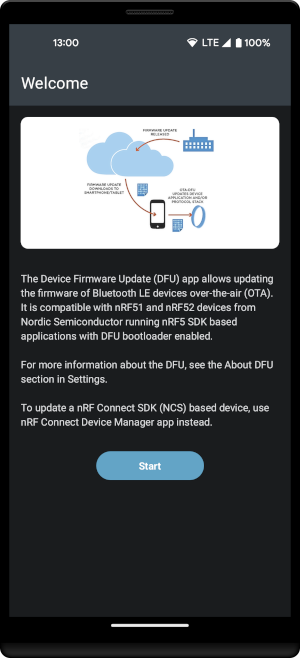 13:00
LTE
100%
Welcome
FIRMWARE UPDATE
RELEASED
FIRMWARE UPDATE
DOWNLOADS TO
SMARTPHONE/TABLET
OTA-DFU
UPDATES DEVICE
APPLICATION AND/OR
PROTOCOL STACK
The Device Firmware Update (DFU) app allows updating
the firmware of Bluetooth LE devices over-the-air (OTA).
It is compatible with nRF51 and nRF52 devices from
Nordic Semiconductor running nRF5 SDK based
applications with DFU bootloader enabled.
For more information about the DFU, see the About DFU
section in Settings.
To update a nRF Connect SDK (NCS) based device, use
nRF Connect Device Manager app instead.
Start